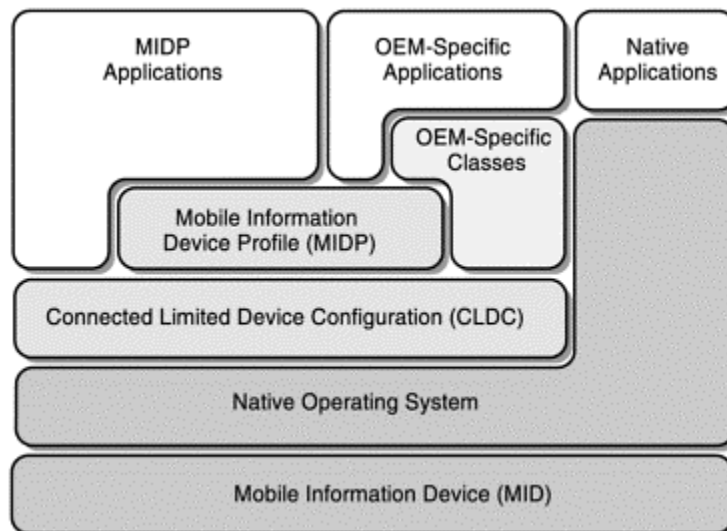 MIDP
Applications
OEM-Specific
Applications
Native
Applications
OEM-Specific
Classes
Mobile Information
Device Profile (MIDP)
Connected Limited Device Configuration (CLDC)
Native Operating System
Mobile Information Device (MID)